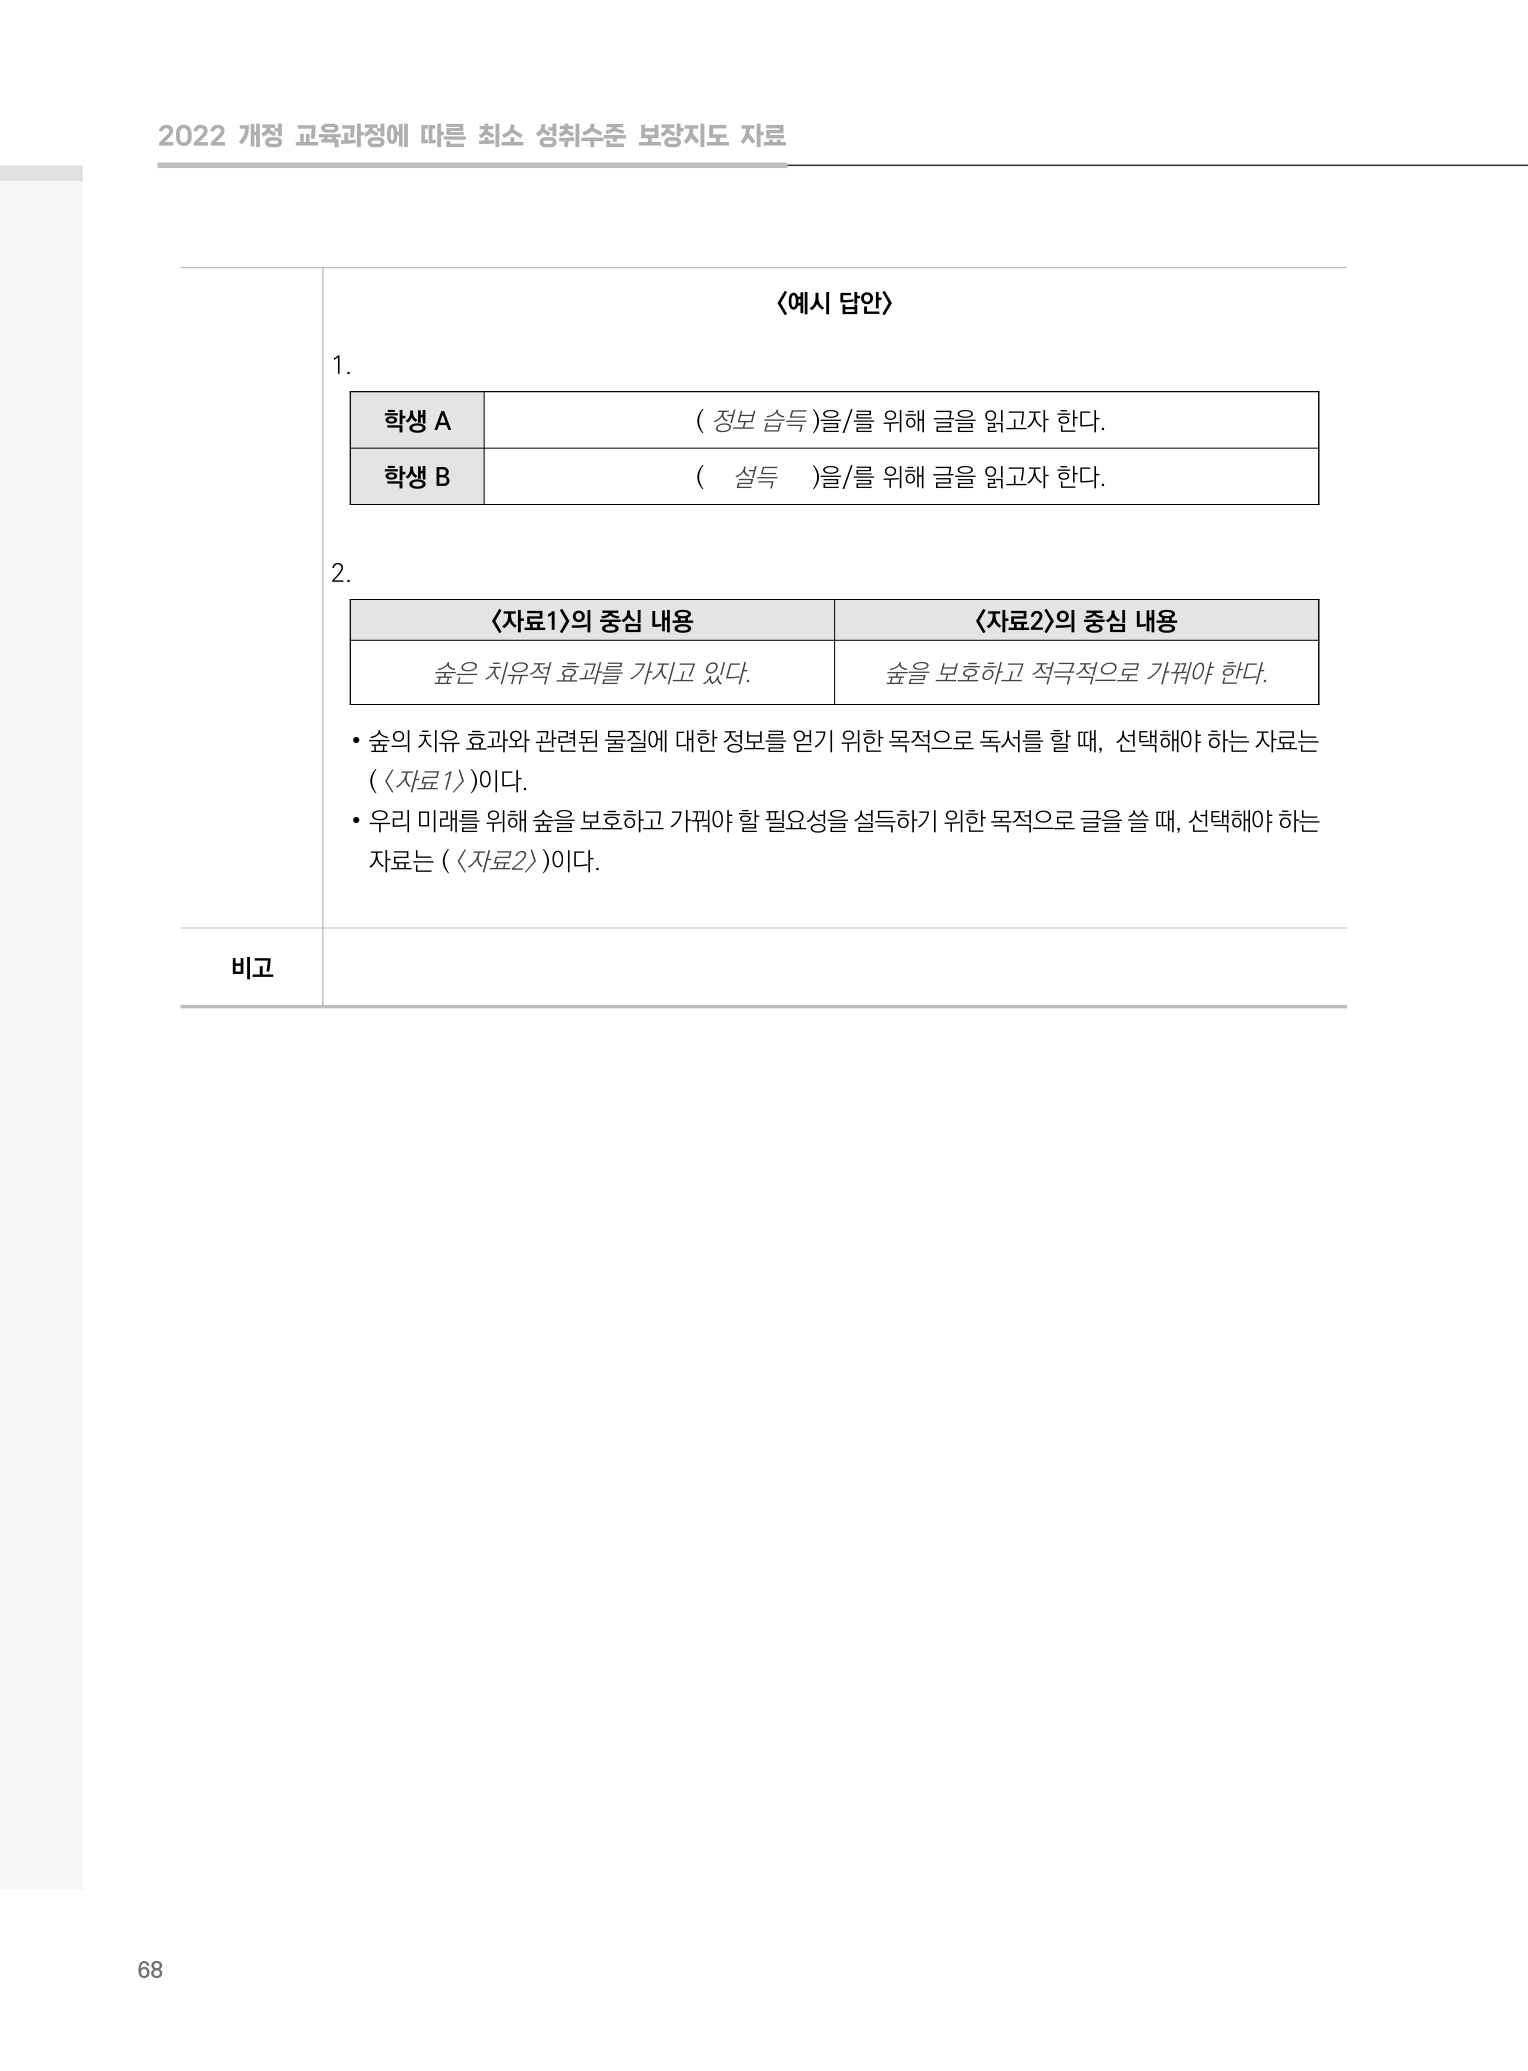 2022 개정 교육과정에 따른 최소 성취수준 보장지도 자료
〈예시 답안〉
1.
학생 A ( 정보 습득 )을/를 위해 글을 읽고자 한다.
학생 B ( 설득 )을/를 위해 글을 읽고자 한다.
2.
〈자료1〉의 중심 내용 〈자료2〉의 중심 내용
숲은 치유적 효과를 가지고 있다. 숲을 보호하고 적극적으로 가꿔야 한다.
• 숲의 치유 효과와 관련된 물질에 대한 정보를 얻기 위한 목적으로 독서를 할 때, 선택해야 하는 자료는
(〈자료1〉)이다.
• 우리 미래를 위해 숲을 보호하고 가꿔야 할 필요성을 설득하기 위한 목적으로 글을 쓸 때, 선택해야 하는
자료는 (〈자료2〉)이다.
비고
68